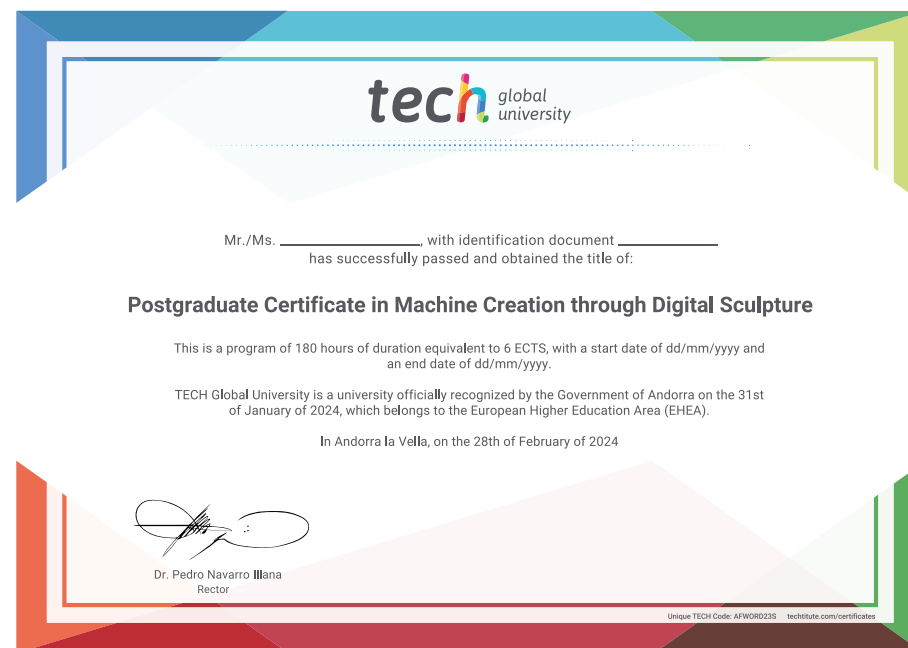 tech global
university
Mr./Ms. ____________________, with identification document ______________
has successfully passed and obtained the title of:
Postgraduate Certificate in Machine Creation through Digital Sculpture
This is a program of 180 hours of duration equivalent to 6 ECTS, with a start date of dd/mm/yyyy and
an end date of dd/mm/yyyy.
TECH Global University is a university officially recognized by the Government of Andorra on the 31st
of January of 2024, which belongs to the European Higher Education Area (EHEA).
In Andorra la Vella, on the 28th of February of 2024
Dr. Pedro Navarro Illana
Rector
Unique TECH Code: AFWORD23S techtitute.com/certificates